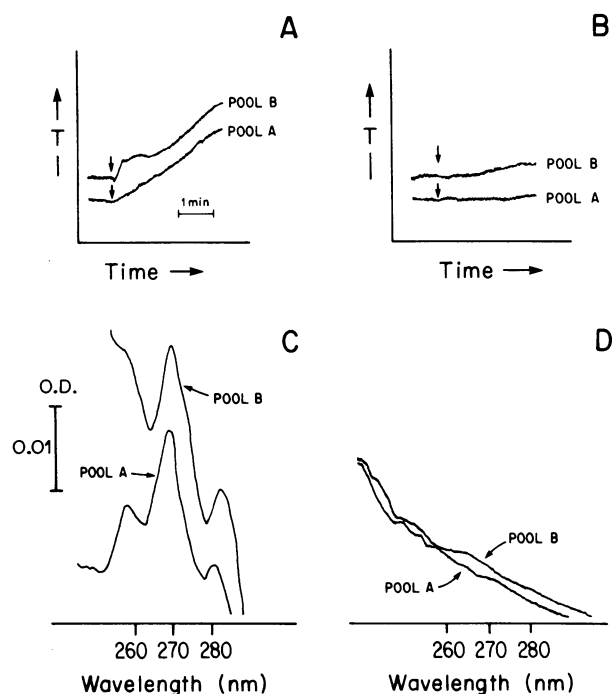 A
B
T
POOL B
POOL A
1 min
Time
T
POOL B
POOL A
Time
C
D
O.D.
0.01
POOL B
POOL A
260 270 280
Wavelength (nm)
POOL B
POOL A
260 270 280
Wavelength (nm)